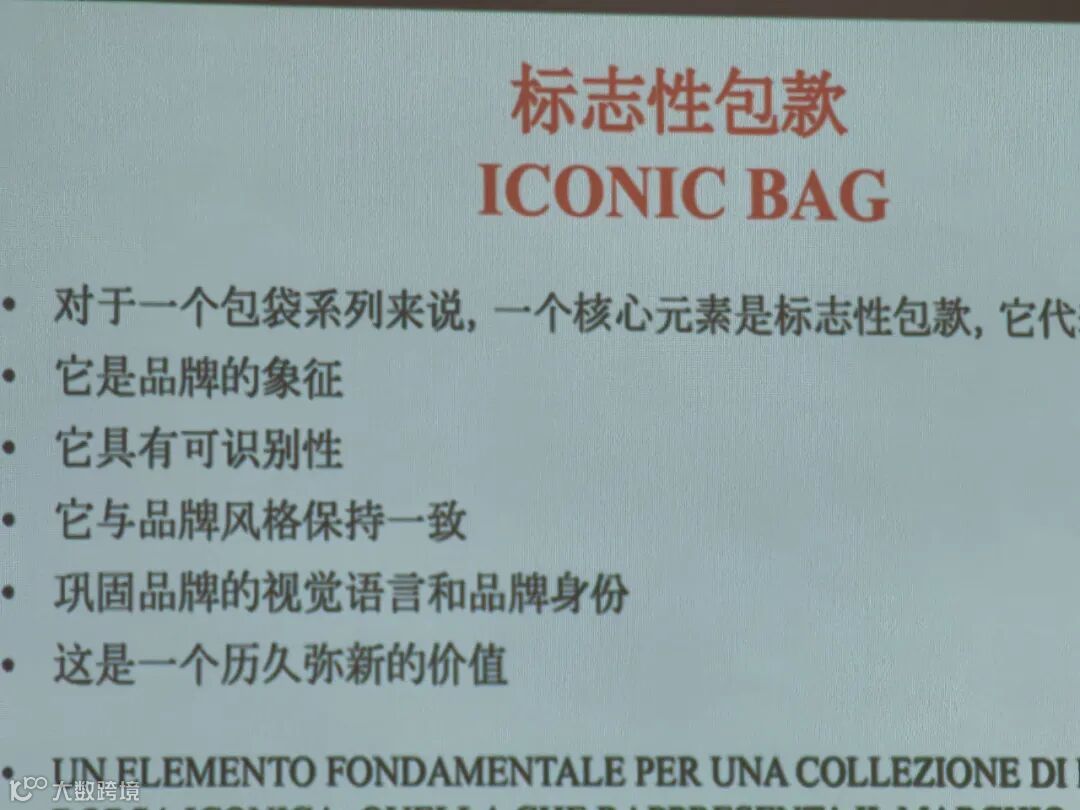 标志性包款
ICONIC BAG
• 对于一个包袋系列来说, 一个核心元素是标志性包款, 它代
• 它是品牌的象征
• 它具有可识别性
• 它与品牌风格保持一致
• 巩固品牌的视觉语言和品牌身份
• 这是一个历久弥新的价值
• UN ELEMENTO FONDAMENTALE PER UNA COLLEZIONE DI
大数跨境